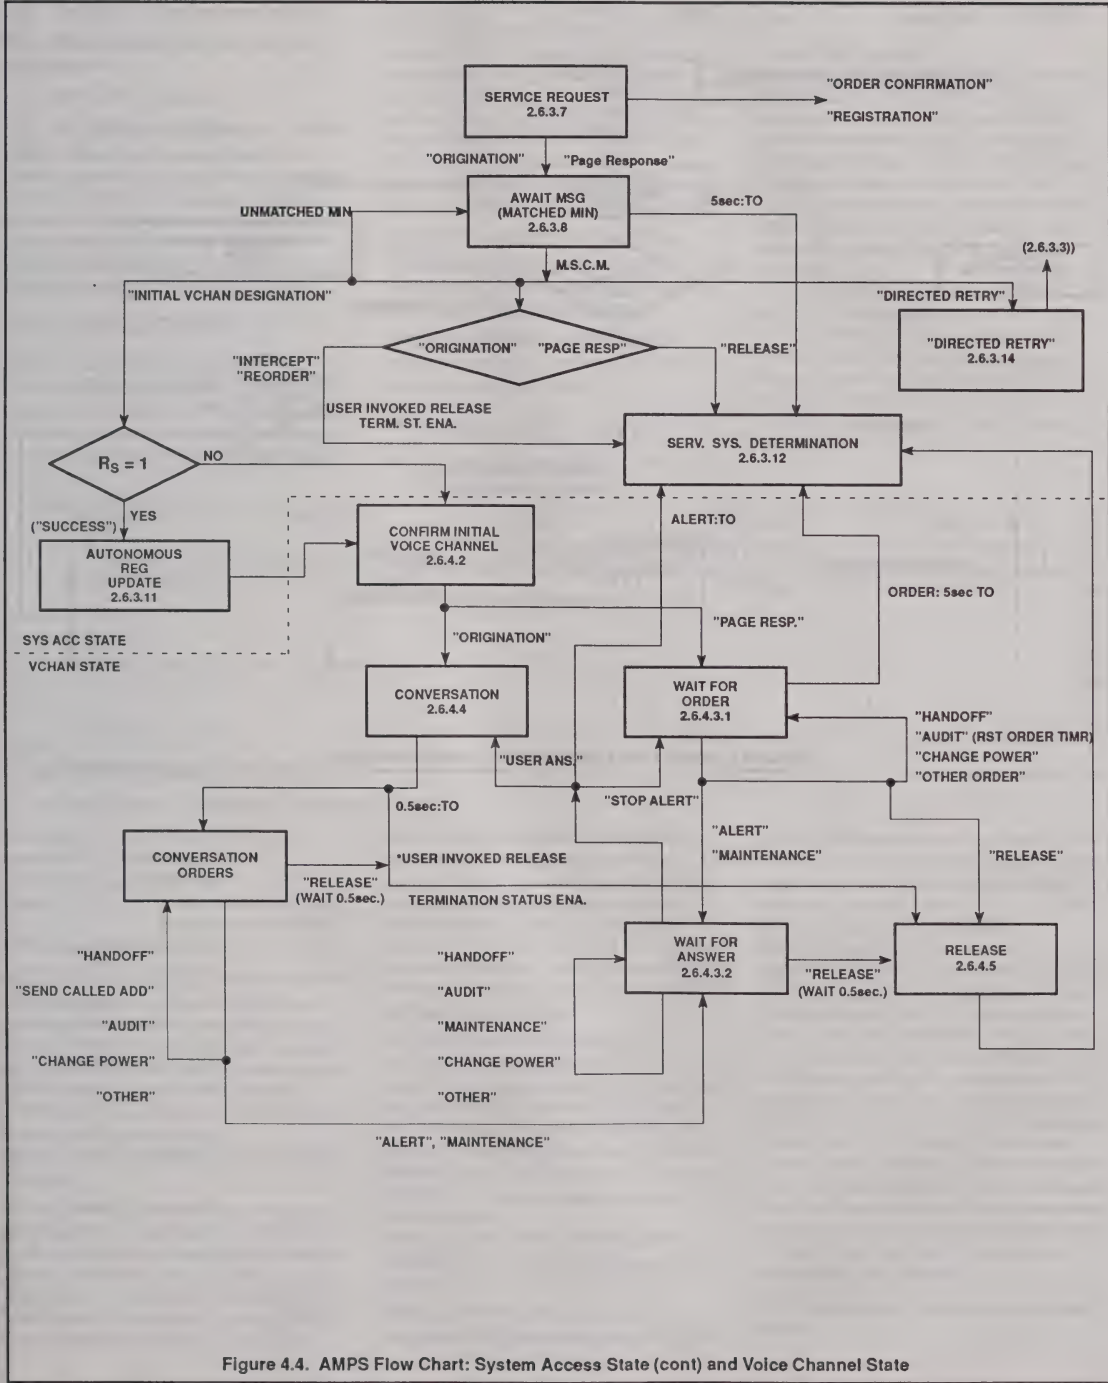 SERVICE REQUEST
2.6.3.7
"ORDER CONFIRMATION"
"REGISTRATION"
"ORIGINATION"
"Page Response"
UNMATCHED MIN
AWAIT MSG
(MATCHED MIN)
2.6.3.8
5sec:TO
M.S.C.M.
(2.6.3.3))
"INITIAL VCHAN DESIGNATION"
"DIRECTED RETRY"
"ORIGINATION"
"PAGE RESP"
"RELEASE"
"DIRECTED RETRY"
2.6.3.14
"INTERCEPT"
"REORDER"
USER INVOKED RELEASE
TERM. ST. ENA.
SERV. SYS. DETERMINATION
2.6.3.12
RS = 1
NO
YES
("SUCCESS")
AUTONOMOUS
REG
UPDATE
2.6.3.11
CONFIRM INITIAL
VOICE CHANNEL
2.6.4.2
ALERT:TO
ORDER: 5sec TO
SYS ACC STATE
VCHAN STATE
"ORIGINATION"
"PAGE RESP."
CONVERSATION
2.6.4.4
WAIT FOR
ORDER
2.6.4.3.1
"HANDOFF"
"AUDIT" (RST ORDER TIMR)
"CHANGE POWER"
"OTHER ORDER"
"USER ANS."
"STOP ALERT"
0.5sec:TO
"ALERT"
"MAINTENANCE"
"RELEASE"
CONVERSATION
ORDERS
"USER INVOKED RELEASE
"RELEASE"
(WAIT 0.5sec.)
TERMINATION STATUS ENA.
WAIT FOR
ANSWER
2.6.4.3.2
"RELEASE"
(WAIT 0.5sec.)
RELEASE
2.6.4.5
"HANDOFF"
"SEND CALLED ADD"
"AUDIT"
"CHANGE POWER"
"OTHER"
"HANDOFF"
"AUDIT"
"MAINTENANCE"
"CHANGE POWER"
"OTHER"
"ALERT", "MAINTENANCE"
Figure 4.4. AMPS Flow Chart: System Access State (cont) and Voice Channel State